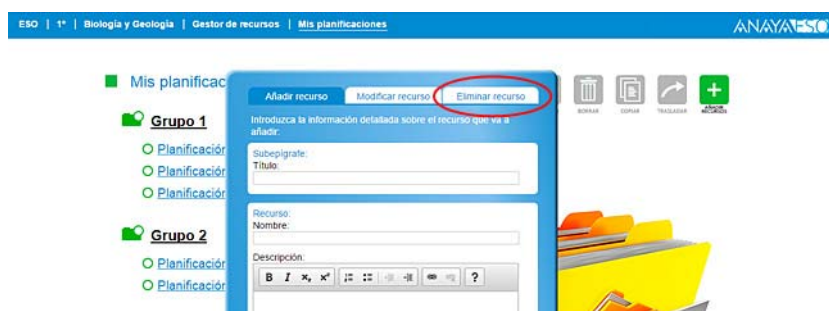 ESO | 1º | Biología y Geología | Gestor de recursos | Mis planificaciones
ANAYAESO
Mis planificac
Añadir recurso Modificar recurso Eliminar recurso
BORRAR COPIAR TRASLADAR AÑADIR RECURSOS
Introduzca la información detallada sobre el recurso que va a
añadir:
Grupo 1
Planificación
Planificación
Planificación
Subepígrafe:
Título:
Recurso:
Nombre:
Grupo 2
Planificación
Planificación
Descripción:
B I x₂ x² ?